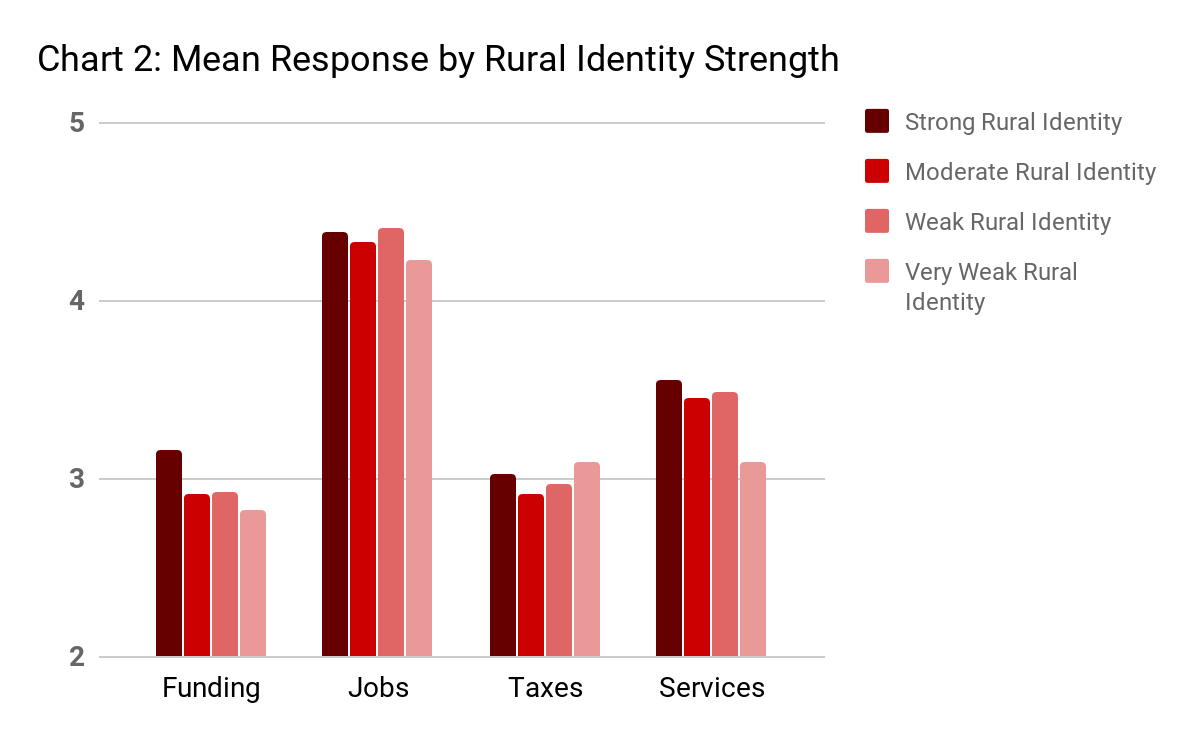 Chart 2: Mean Response by Rural Identity Strength
5
4
3
2
Funding
Jobs
Taxes
Services
Strong Rural Identity
Moderate Rural Identity
Weak Rural Identity
Very Weak Rural
Identity